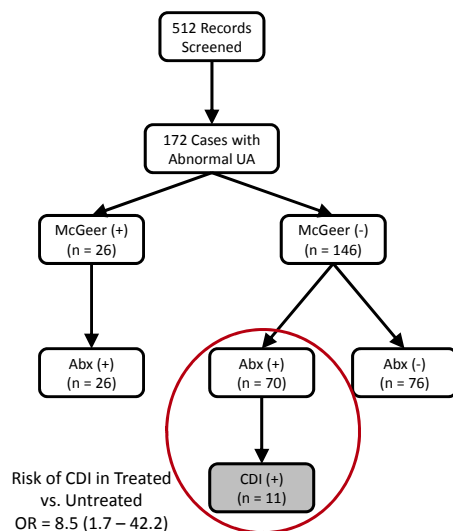 512 Records
Screened
172 Cases with
Abnormal UA
McGeer (+)
(n = 26)
McGeer (-)
(n = 146)
Abx (+)
(n = 26)
Abx (+)
(n = 70)
Abx (-)
(n = 76)
CDI (+)
(n = 11)
Risk of CDI in Treated
vs. Untreated
OR = 8.5 (1.7 – 42.2)